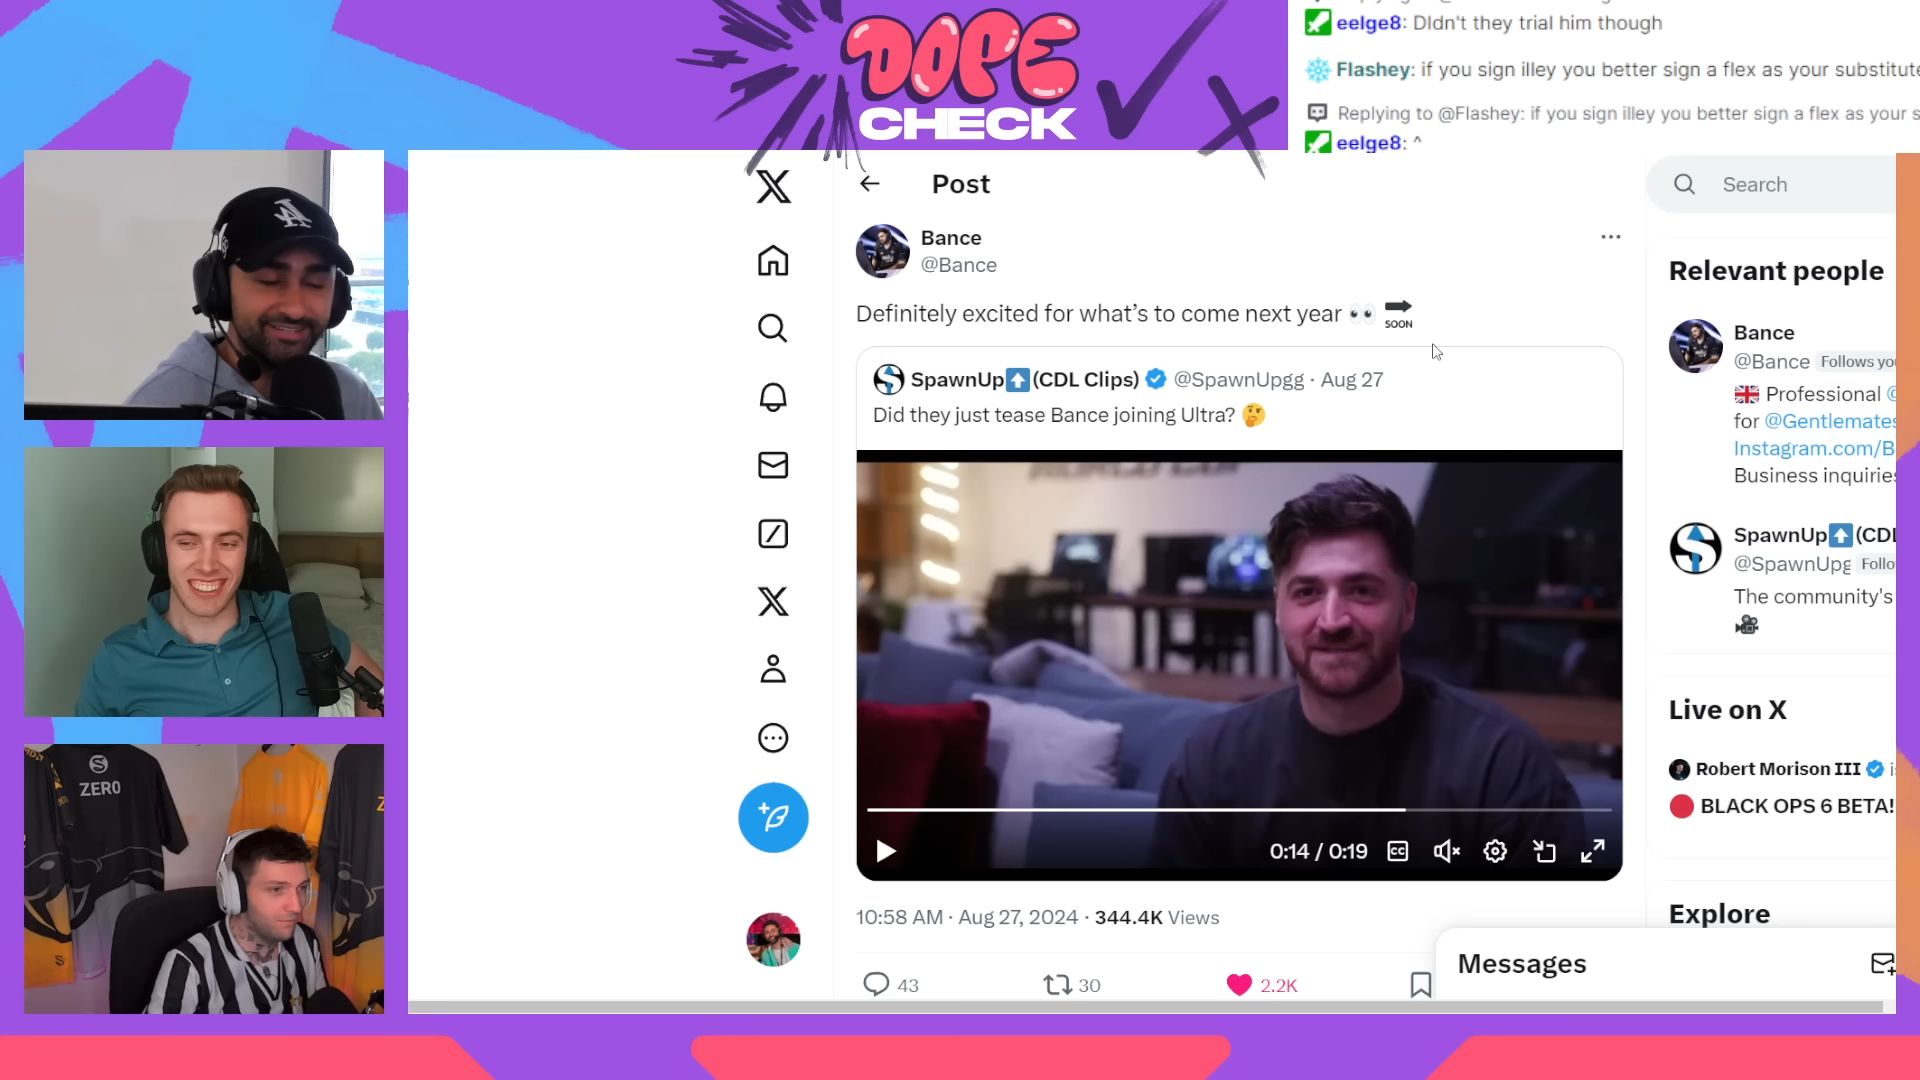 DOPE
CHECK
eelge8: DIdn't they trial him though
Flashey: if you sign illey you better sign a flex as your substitute
Replying to @Flashey: if you sign illey you better sign a flex as your s
eelge8: ^
Post
Search
Bance
@Bance
Definitely excited for what's to come next year 👀 SOON
SpawnUp⬆️(CDL Clips) @SpawnUpgg · Aug 27
Did they just tease Bance joining Ultra? 🤔
0:14 / 0:19
CC
10:58 AM · Aug 27, 2024 · 344.4K Views
43
30
2.2K
Relevant people
Bance
@Bance Follows you
🇬🇧 Professional @
for @Gentlemates
Instagram.com/B
Business inquiries
SpawnUp⬆️(CDL
@SpawnUpg Follo
The community's
Live on X
Robert Morison III
BLACK OPS 6 BETA!
Explore
Messages
ZERO